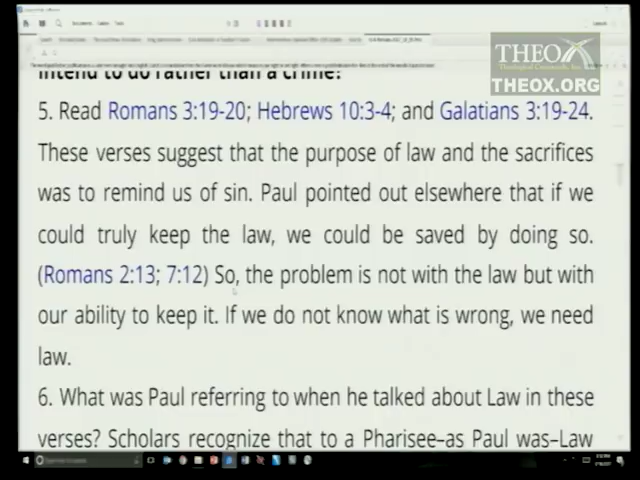 THEOX
THEOX.ORG
intend to do rather than a crime?
5. Read Romans 3:19-20; Hebrews 10:3-4; and Galatians 3:19-24.
These verses suggest that the purpose of law and the sacrifices
was to remind us of sin. Paul pointed out elsewhere that if we
could truly keep the law, we could be saved by doing so.
(Romans 2:13; 7:12) So, the problem is not with the law but with
our ability to keep it. If we do not know what is wrong, we need
law.
6. What was Paul referring to when he talked about Law in these
verses? Scholars recognize that to a Pharisee–as Paul was–Law